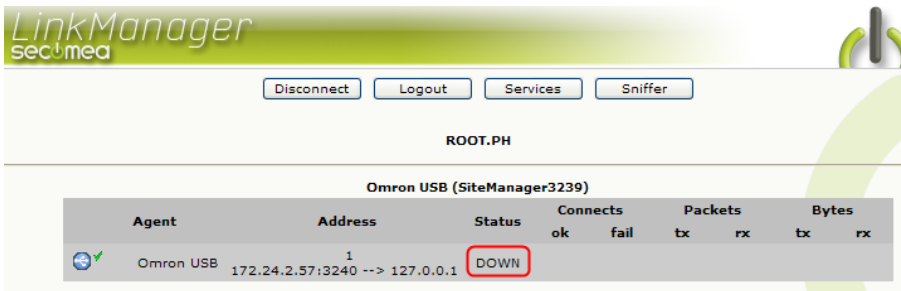 LinkManager
secomea
Disconnect Logout Services Sniffer
ROOT.PH
Omron USB (SiteManager3239)
Agent Address Status Connects Packets Bytes
ok fail tx rx tx rx
Omron USB 1 DOWN
172.24.2.57:3240 --> 127.0.0.1